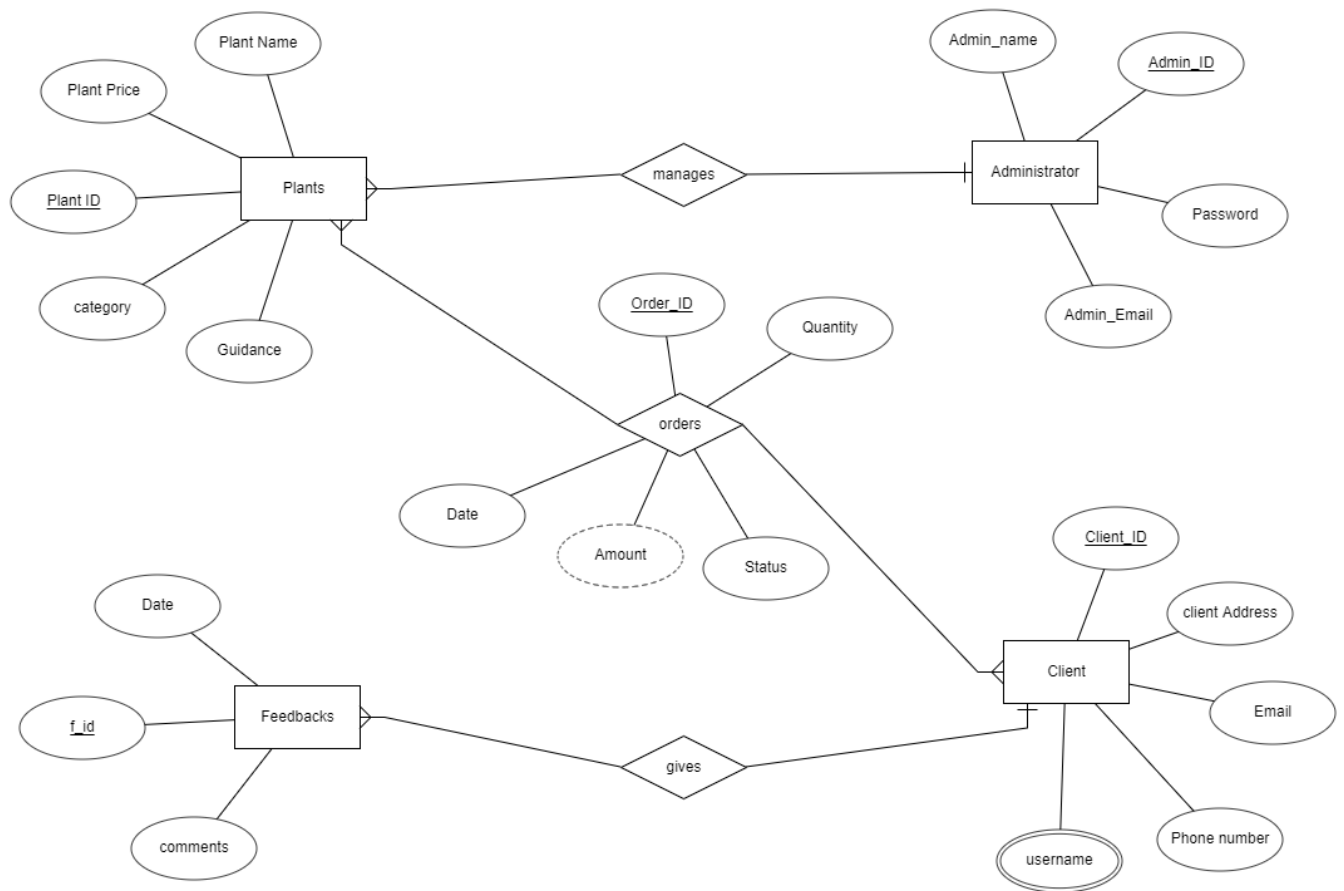 Plant Name
Admin_name
Admin_ID
Plant Price
Plants
manages
Administrator
Plant ID
Password
category
Guidance
Order_ID
Quantity
Admin_Email
orders
Date
Amount
Status
Client_ID
Date
client Address
Client
Feedbacks
f_id
Email
gives
comments
Phone number
username